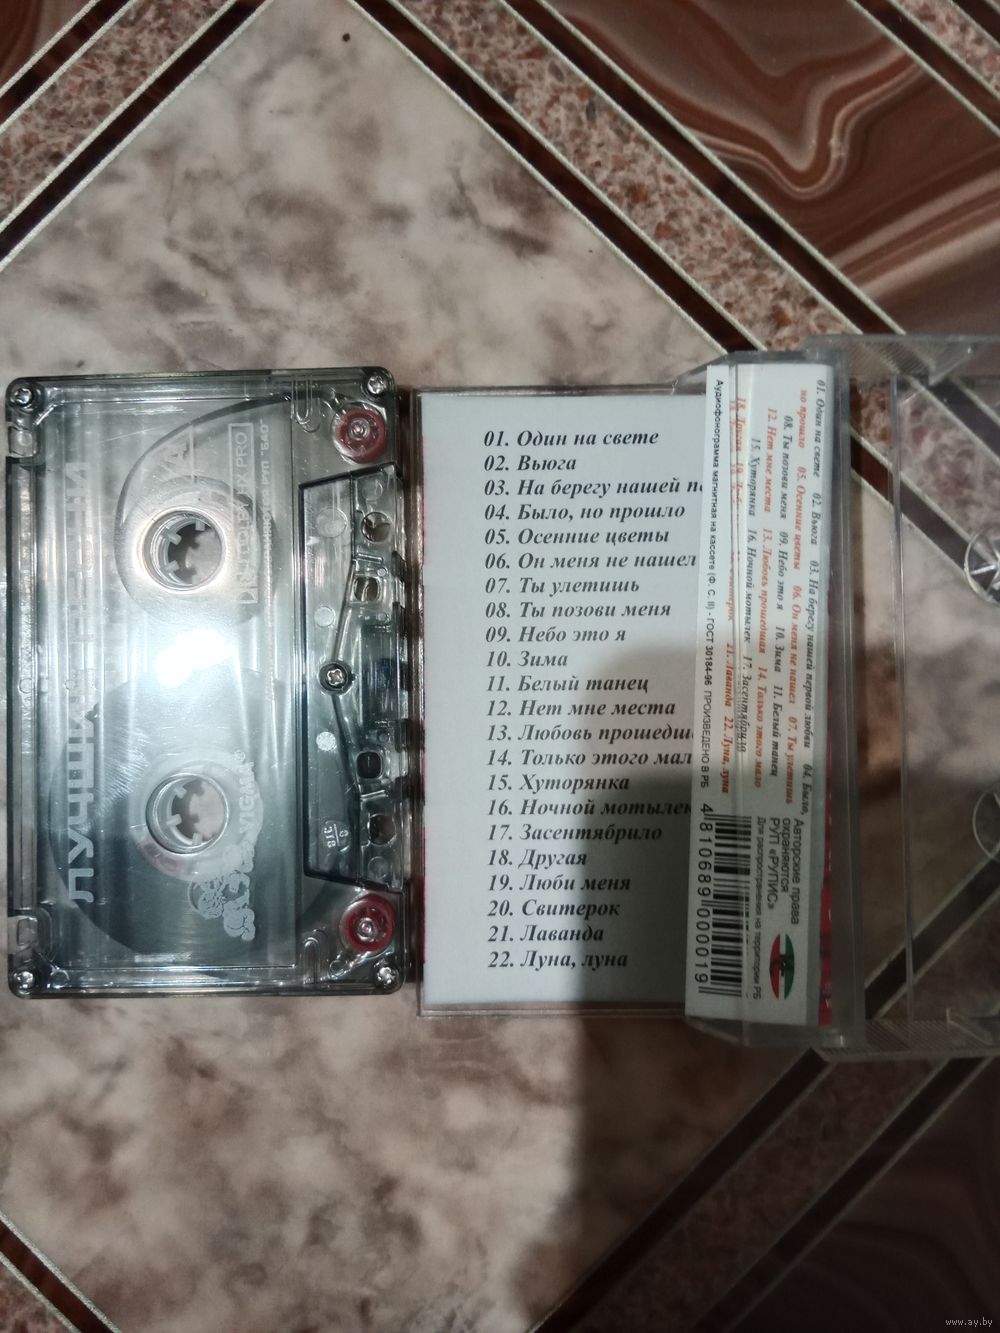 01. Один на свете
02. Вьюга
03. На берегу нашей
04. Было, но прошло
05. Осенние цветы
06. Он меня не нашел
07. Ты улетишь
08. Ты позови меня
09. Небо это я
10. Зима
11. Белый танец
12. Нет мне места
13. Любовь
14. Только этого
15. Хуторянка
16. Ночной мотылек
17. Засентябрило
18. Другая
19. Люби меня
20. Свитерок
21. Лаванда
22. Луна, луна
01. Один на свете 02. Вьюга 03. На берегу нашей первой любви 04. Было,
но прошло 05. Осенние цветы 06. Он меня не нашел 07. Ты улетишь
08. Ты позови меня 09. Небо это я 10. Зима 11. Белый танец
12. Нет мне места 13. Любовь прошедшая 14. Только этого мало
15. Хуторянка 16. Ночной мотылек 17. Засентябрило
18. Другая 19. 21. Лаванда 22. Луна, луна
Аудиофонограмма магнитная на кассете (Ф. С. II) - ГОСТ 30184-96 ПРОИЗВЕДЕНО В РБ
Авторские права
охраняются
РУП «РУПИС»
Для распространения на территории РБ
4 810689 000019
VIGMA
www.ay.by